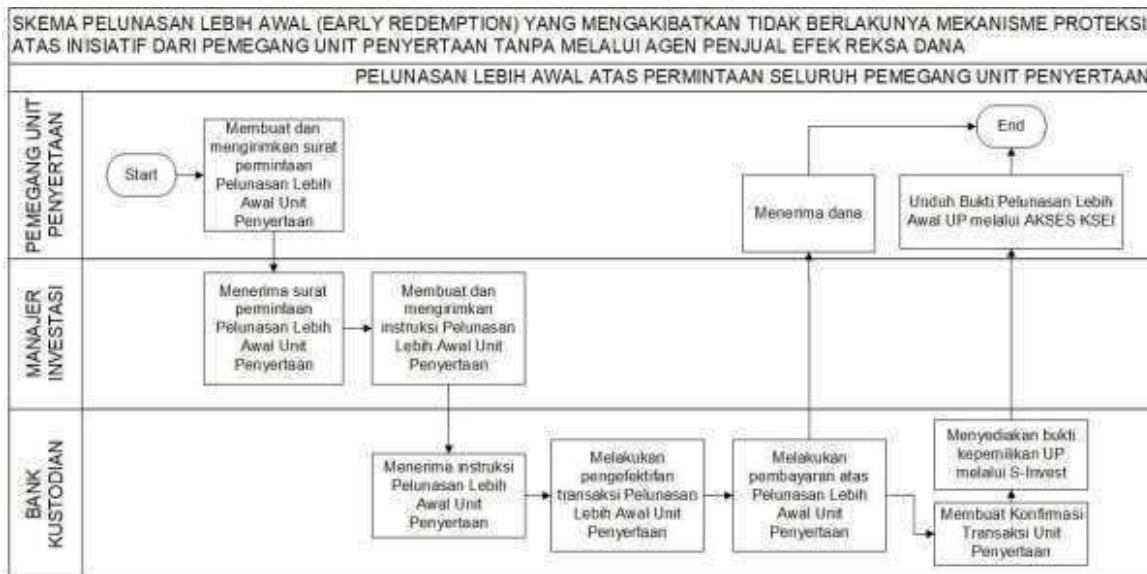 SKEMA PELUNASAN LEBIH AWAL (EARLY REDEMPTION) YANG MENGAKIBATKAN TIDAK BERLAKUNYA MEKANISME PROTEKSI
ATAS INISIATIF DARI PEMEGANG UNIT PENYERTAAN TANPA MELALUI AGEN PENJUAL EFEK REKSA DANA
PELUNASAN LEBIH AWAL ATAS PERMINTAAN SELURUH PEMEGANG UNIT PENYERTAAN
PEMEGANG UNIT
PENYERTAAN
Start
Membuat dan
mengirimkan surat
permintaan
Pelunasan Lebih
Awal Unit
Penyertaan
Menerima dana
End
Unduh Bukti Pelunasan Lebih
Awal UP melalui AKSES KSEI
MANAJER
INVESTASI
Menerima surat
permintaan
Pelunasan Lebih
Awal Unit
Penyertaan
Membuat dan
mengirimkan
instruksi Pelunasan
Lebih Awal Unit
Penyertaan
BANK
KUSTODIAN
Menerima instruksi
Pelunasan Lebih
Awal Unit
Penyertaan
Melakukan
pengefektifan
transaksi Pelunasan
Lebih Awal Unit
Penyertaan
Melakukan
pembayaran atas
Pelunasan Lebih
Awal Unit
Penyertaan
Menyediakan bukti
kepemilikan UP
melalui S-Invest
Membuat Konfirmasi
Transaksi Unit
Penyertaan